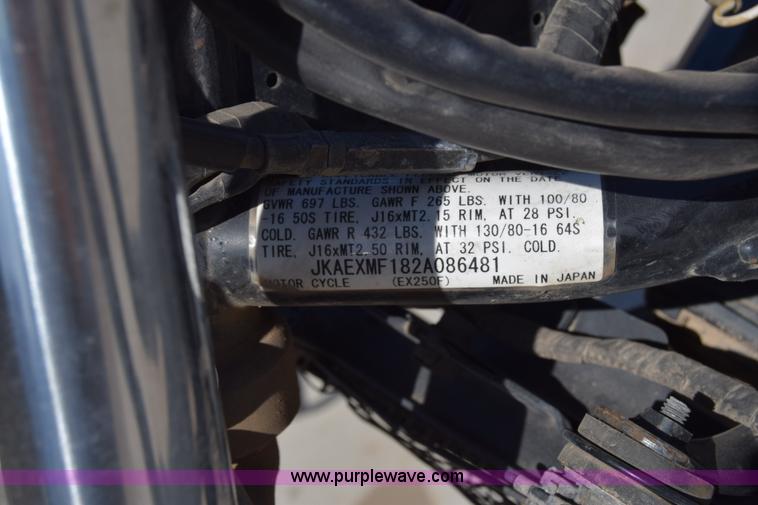 SAFETY STANDARDS IN EFFECT ON THE DATE
OF MANUFACTURE SHOWN ABOVE.
GVWR 697 LBS. GAWR F 265 LBS. WITH 100/80
-16 50S TIRE, J16xMT2.15 RIM, AT 28 PSI.
COLD. GAWR R 432 LBS. WITH 130/80-16 64S
TIRE, J16xMT2.50 RIM, AT 32 PSI. COLD.
JKAEXMF182A086481
MOTOR CYCLE (EX250F) MADE IN JAPAN
www.purplewave.com